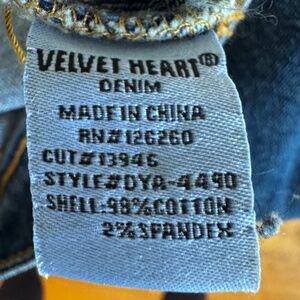 VELVET HEART®
DENIM
MADE IN CHINA
RN#126260
CUT#13946
STYLE#DYA-4490
SHELL:98%COTTON
2%SPANDEX